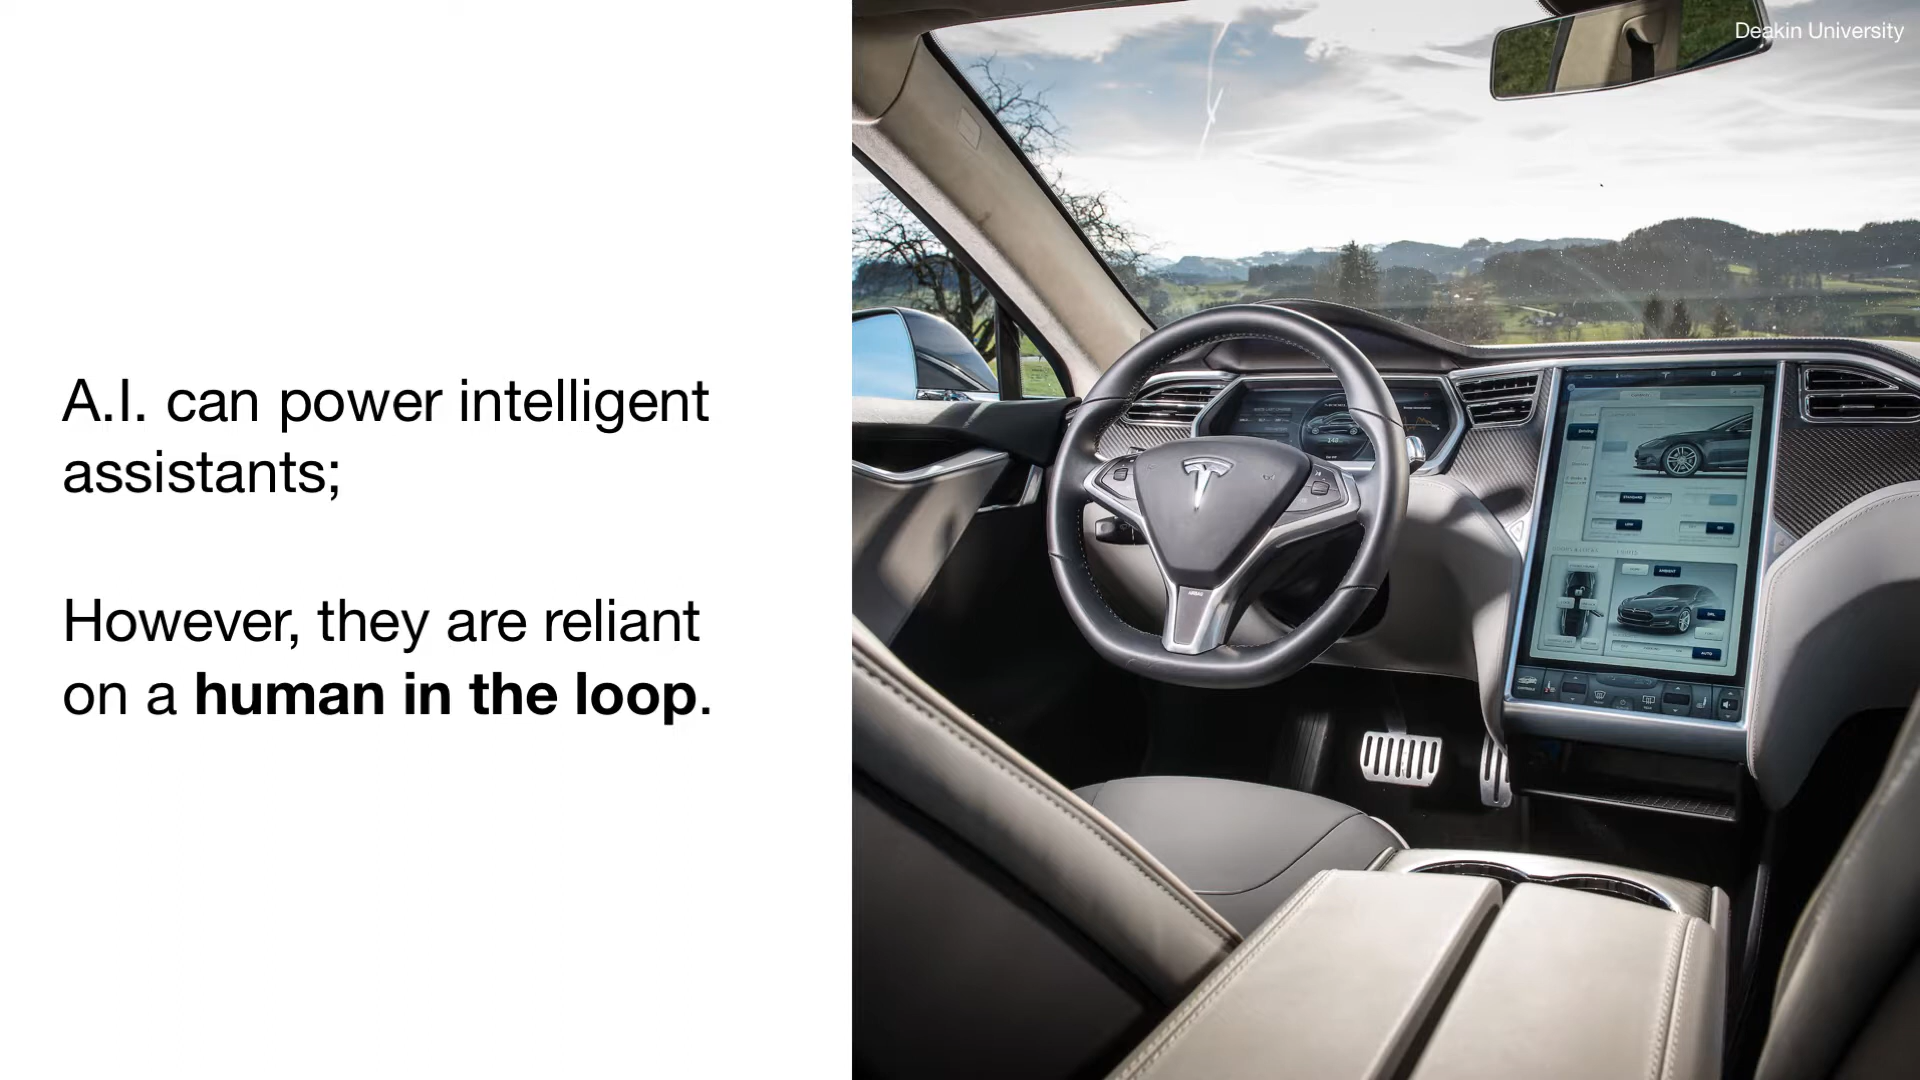 Deakin University
A.I. can power intelligent
assistants;
However, they are reliant
on a human in the loop.